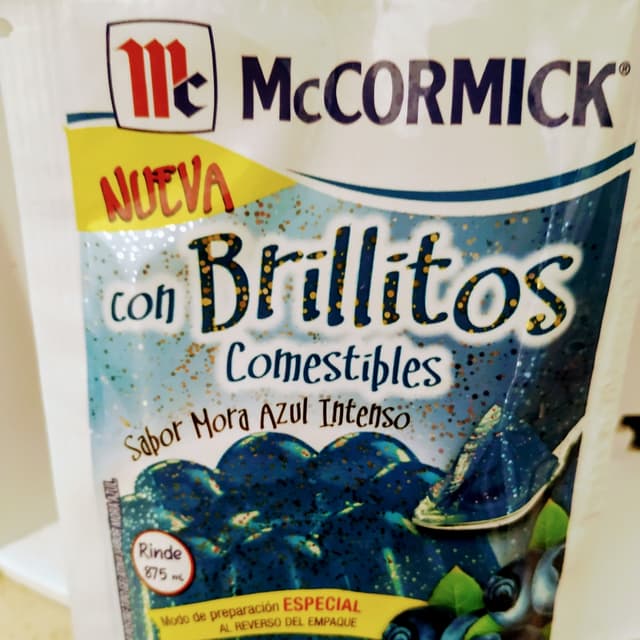 Mc McCORMICK®
NUEVA
con Brillitos
Comestibles
Sabor Mora Azul Intenso
Rinde
875 mL
Modo de preparación ESPECIAL
AL REVERSO DEL EMPAQUE